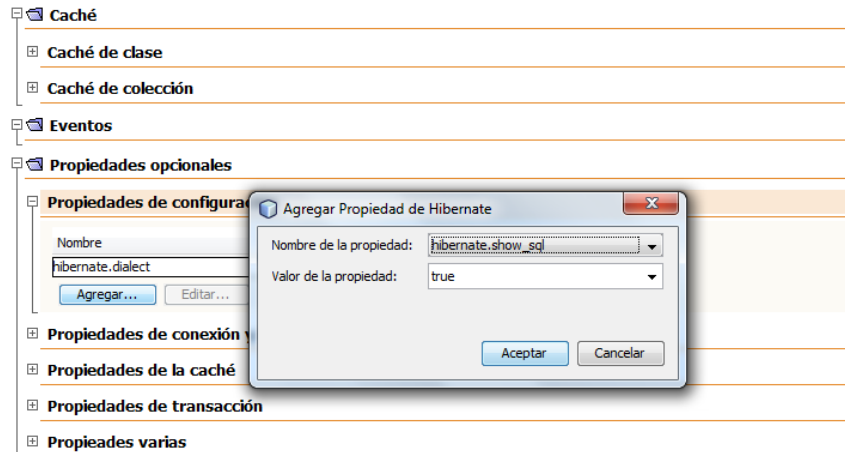 Caché
Caché de clase
Caché de colección
Eventos
Propiedades opcionales
Propiedades de configurac
Agregar Propiedad de Hibernate
Nombre de la propiedad: hibernate.show_sql
Nombre
Valor de la propiedad: true
hibernate.dialect
Agregar... Editar...
Propiedades de conexión y
Aceptar Cancelar
Propiedades de la caché
Propiedades de transacción
Propieades varias